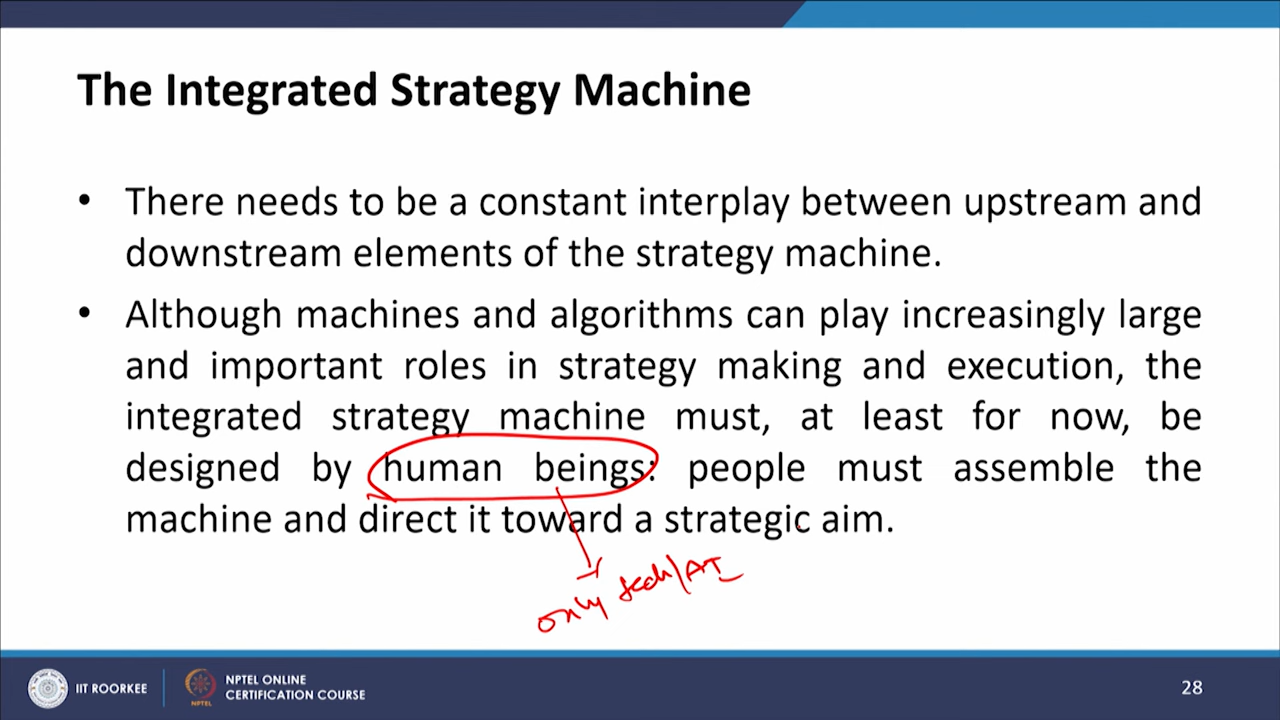 The Integrated Strategy Machine
• There needs to be a constant interplay between upstream and
downstream elements of the strategy machine.
• Although machines and algorithms can play increasingly large
and important roles in strategy making and execution, the
integrated strategy machine must, at least for now, be
designed by human beings: people must assemble the
machine and direct it toward a strategic aim.
only tech/AI
IIT ROORKEE
NPTEL
NPTEL ONLINE
CERTIFICATION COURSE
28